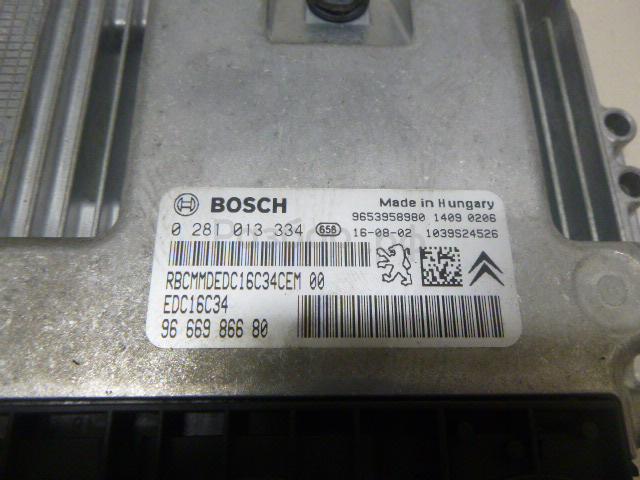 BOSCH
Made in Hungary
9653958980 1409 0206
0 281 013 334 658 16-08-02 1039S24526
RBCMMDEDC16C34CEM 00
EDC16C34
96 669 866 80